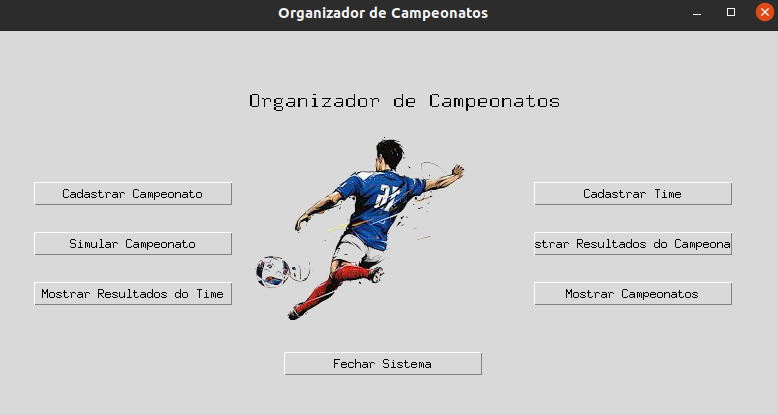 Organizador de Campeonatos
Organizador de Campeonatos
Cadastrar Campeonato
Cadastrar Time
Simular Campeonato
strar Resultados do Campeona
Mostrar Resultados do Time
Mostrar Campeonatos
Fechar Sistema